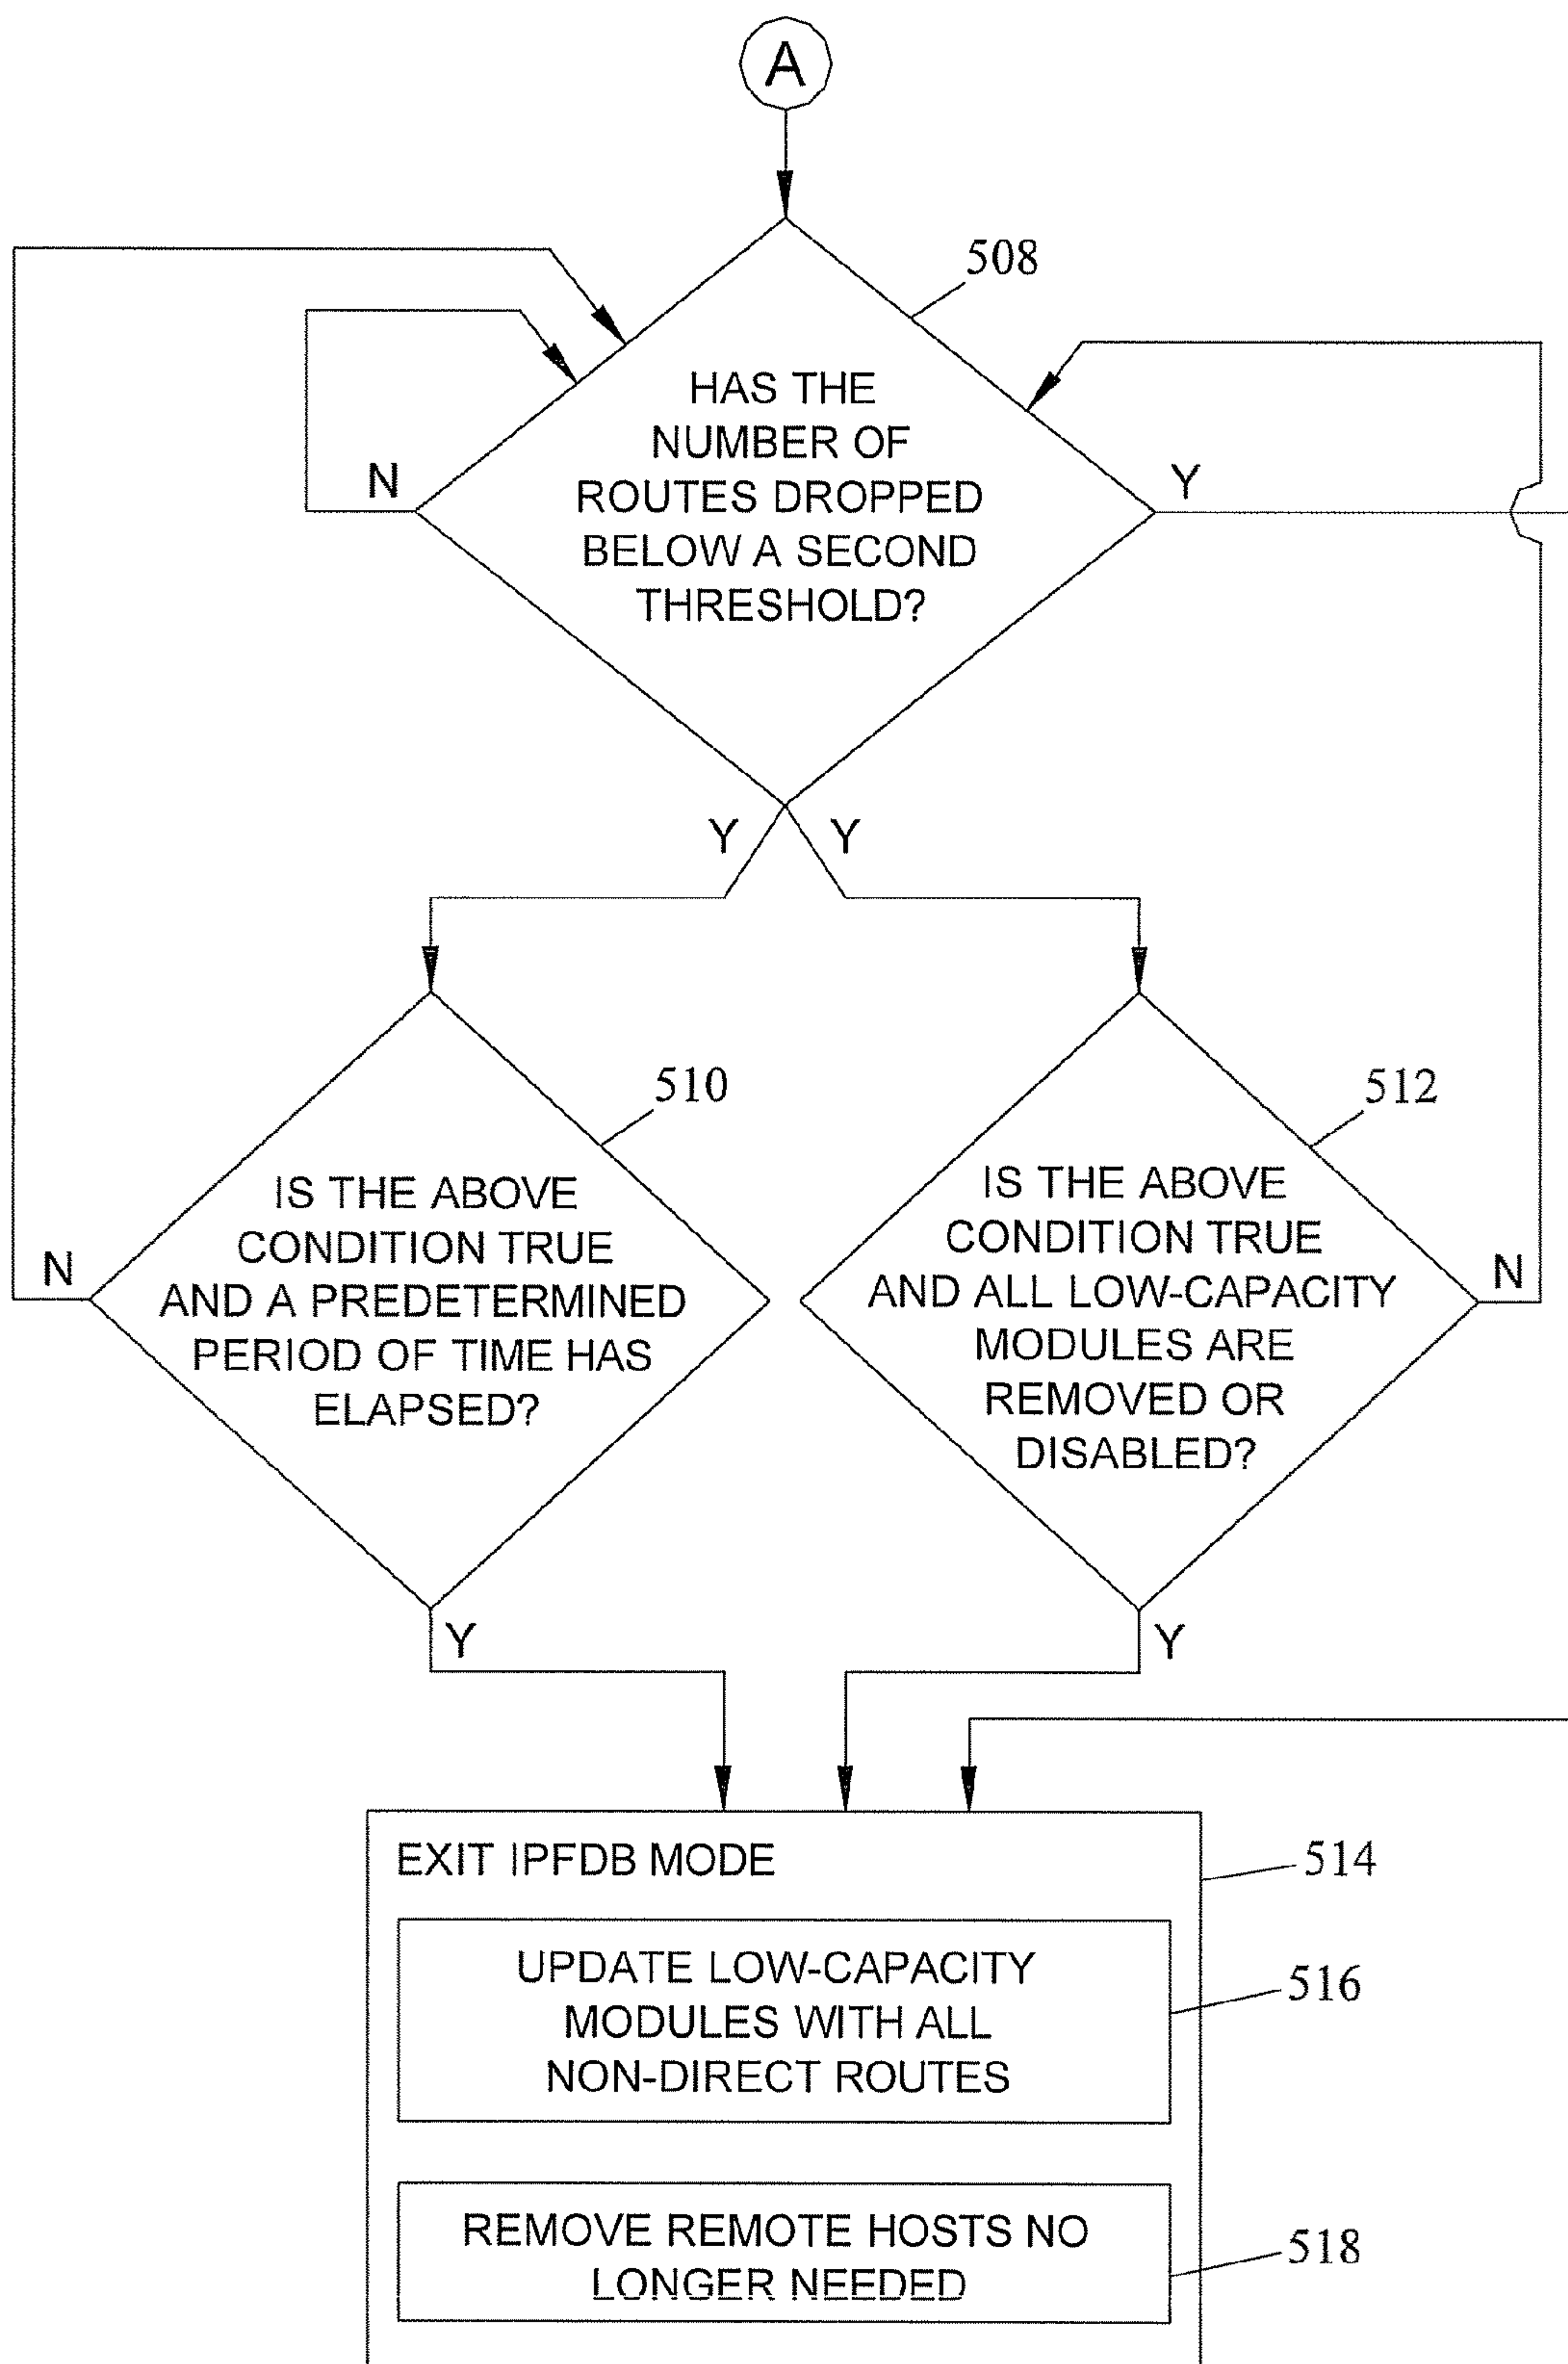 A
508
HAS THE
NUMBER OF
ROUTES DROPPED
BELOW A SECOND
THRESHOLD?
N
Y
Y
Y
510
IS THE ABOVE
CONDITION TRUE
AND A PREDETERMINED
PERIOD OF TIME HAS
ELAPSED?
N
Y
512
IS THE ABOVE
CONDITION TRUE
AND ALL LOW-CAPACITY
MODULES ARE
REMOVED OR
DISABLED?
N
Y
EXIT IPFDB MODE
514
UPDATE LOW-CAPACITY
MODULES WITH ALL
NON-DIRECT ROUTES
516
REMOVE REMOTE HOSTS NO
LONGER NEEDED
518